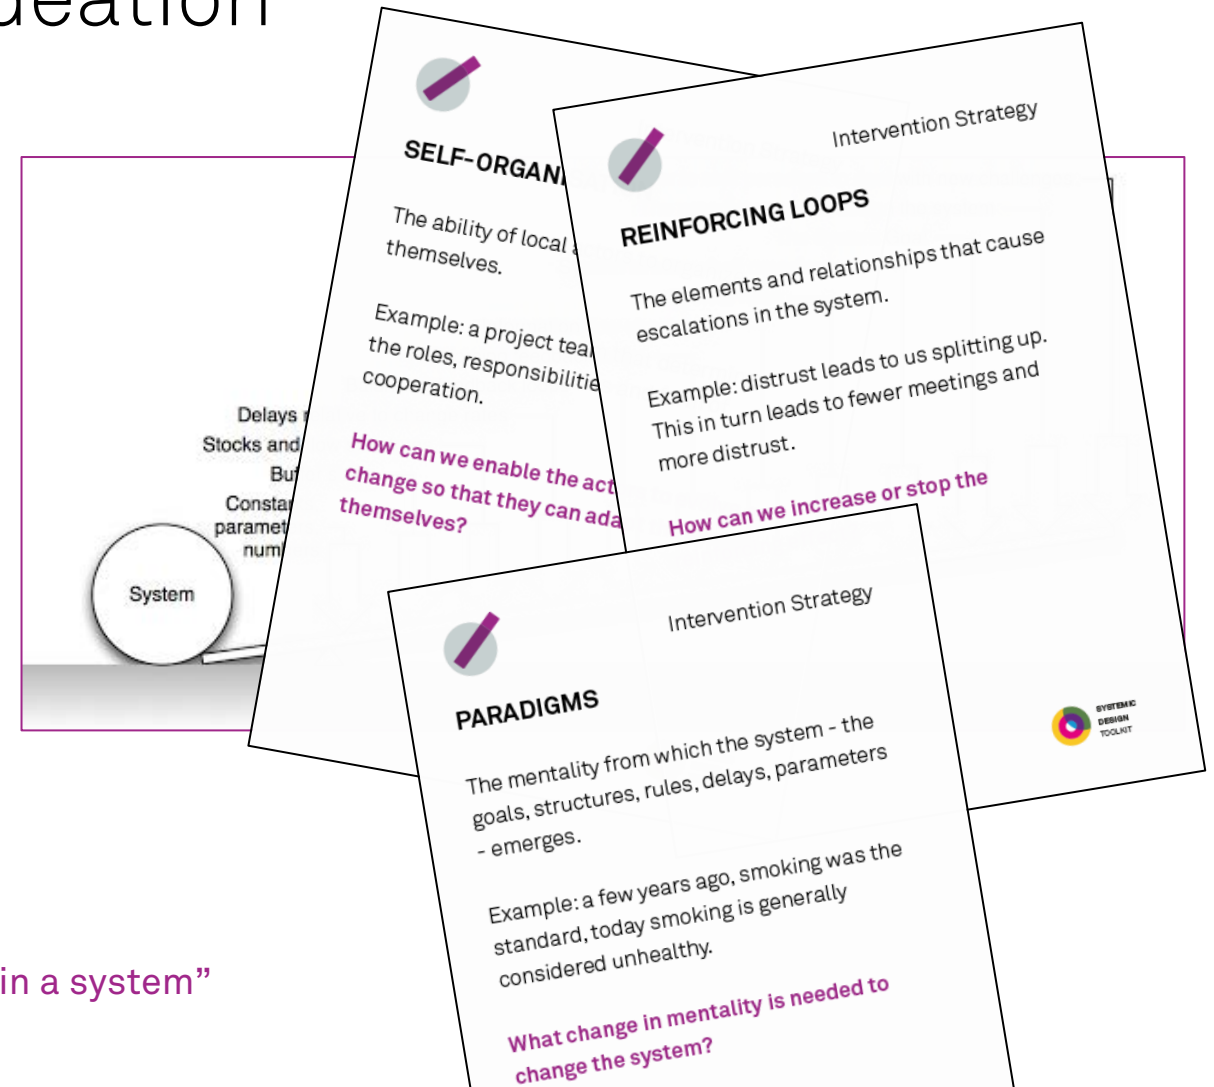 SELF-ORGANI
The ability of local
themselves.
Example: a project tea
the roles, responsibilitie
cooperation.
How can we enable the act
change so that they can ada
themselves?
Intervention Strategy
REINFORCING LOOPS
The elements and relationships that cause
escalations in the system.
Example: distrust leads to us splitting up.
This in turn leads to fewer meetings and
more distrust.
How can we increase or stop the
Delays
Stocks and
Constan
paramet
num
System
Intervention Strategy
PARADIGMS
The mentality from which the system - the
goals, structures, rules, delays, parameters
- emerges.
Example: a few years ago, smoking was the
standard, today smoking is generally
considered unhealthy.
What change in mentality is needed to
change the system?
SYSTEMIC
DESIGN
TOOLKIT
in a system”